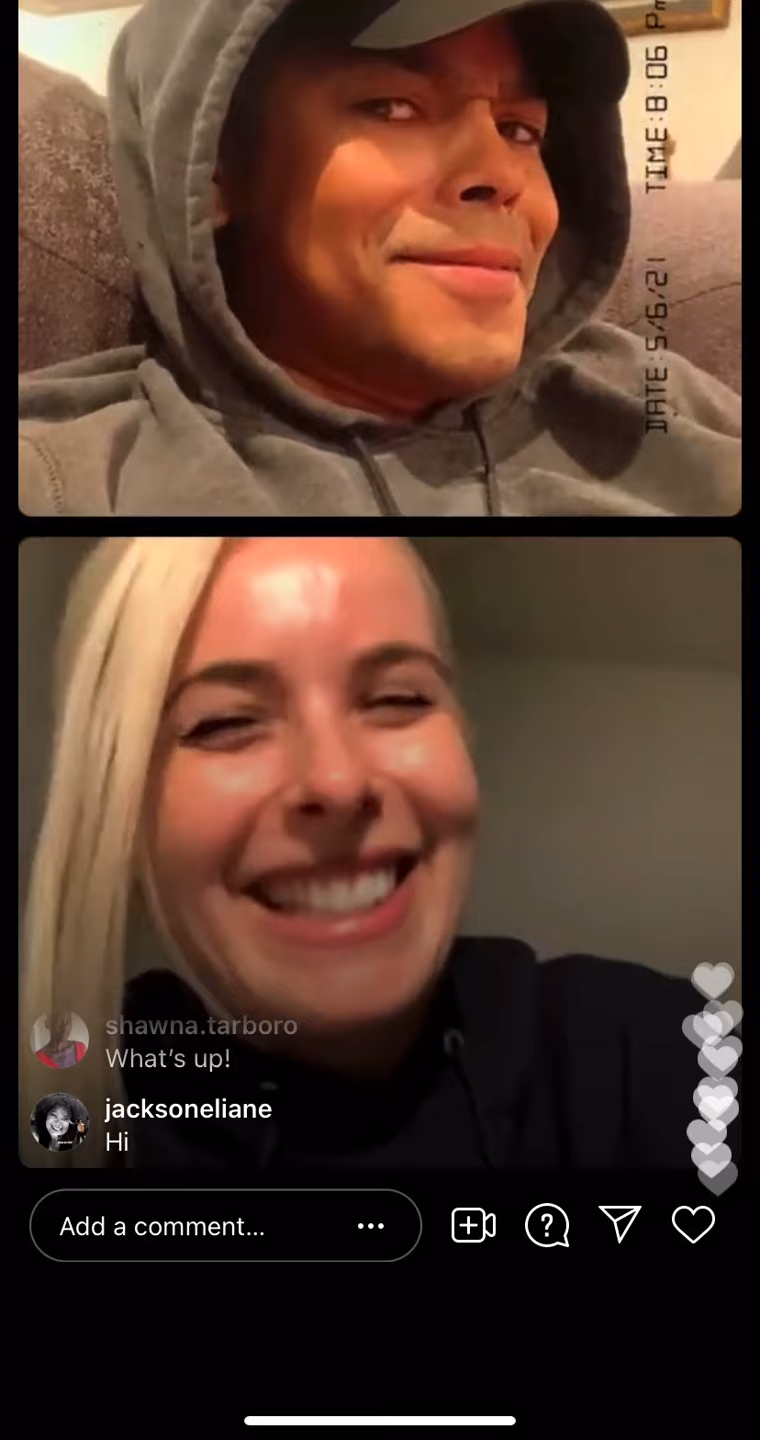 DATE:5/6/21 TIME:8:06 Pm
shawna.tarboro
What's up!
jacksoneliane
Hi
Add a comment...